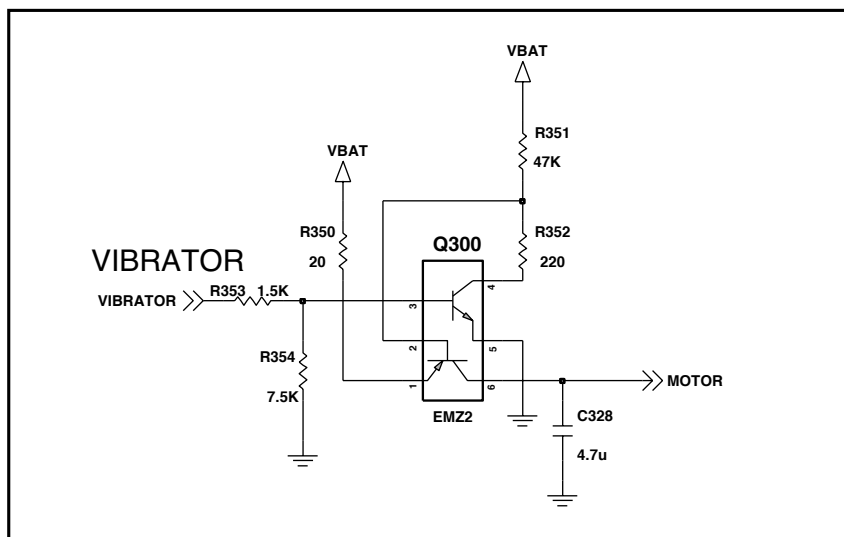 VBAT
R351
47K
VBAT
R350
20
Q300
R352
220
VIBRATOR
VIBRATOR
R353 1.5K
3
4
R354
7.5K
2
5
1
6
EMZ2
MOTOR
C328
4.7u